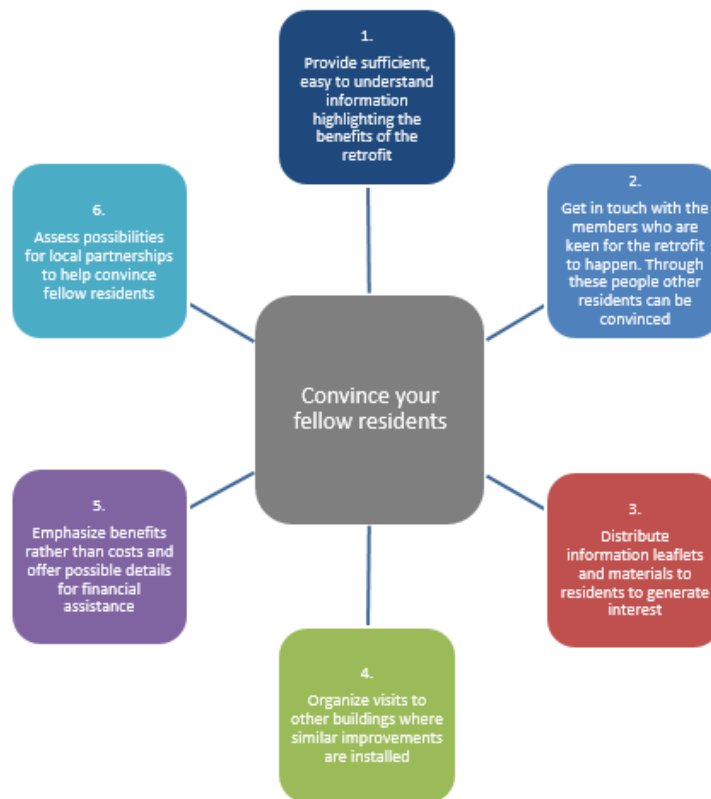 1.
Provide sufficient,
easy to understand
information
highlighting the
benefits of the
retrofit
2.
Get in touch with the
members who are
keen for the retrofit
to happen. Through
these people other
residents can be
convinced
3.
Distribute
information leaflets
and materials to
residents to generate
interest
4.
Organize visits to
other buildings where
similar improvements
are installed
5.
Emphasize benefits
rather than costs and
offer possible details
for financial
assistance
6.
Assess possibilities
for local partnerships
to help convince
fellow residents
Convince your
fellow residents